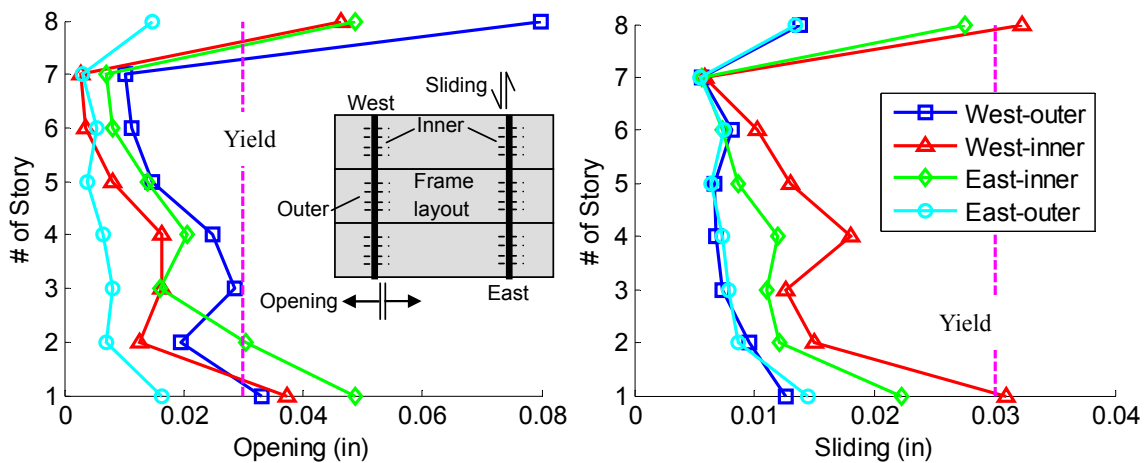 8
7
6
5
4
3
2
1
# of Story
0
0.02
0.04
0.06
0.08
Opening (in)
Yield
West
Sliding
Inner
Frame
layout
Outer
Opening
East
8
7
6
5
4
3
2
1
# of Story
0
0.01
0.02
0.03
0.04
Sliding (in)
Yield
West-outer
West-inner
East-inner
East-outer